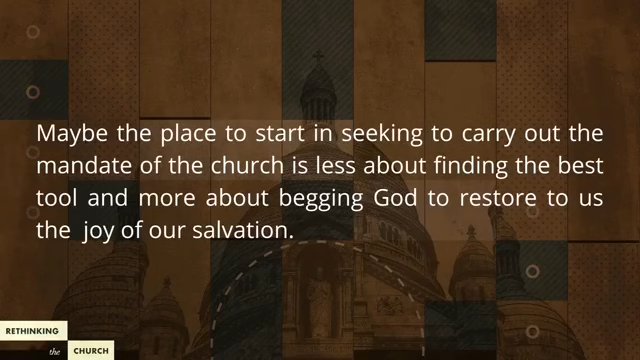 Maybe the place to start in seeking to carry out the
mandate of the church is less about finding the best
tool and more about begging God to restore to us
the joy of our salvation.
RETHINKING
the CHURCH